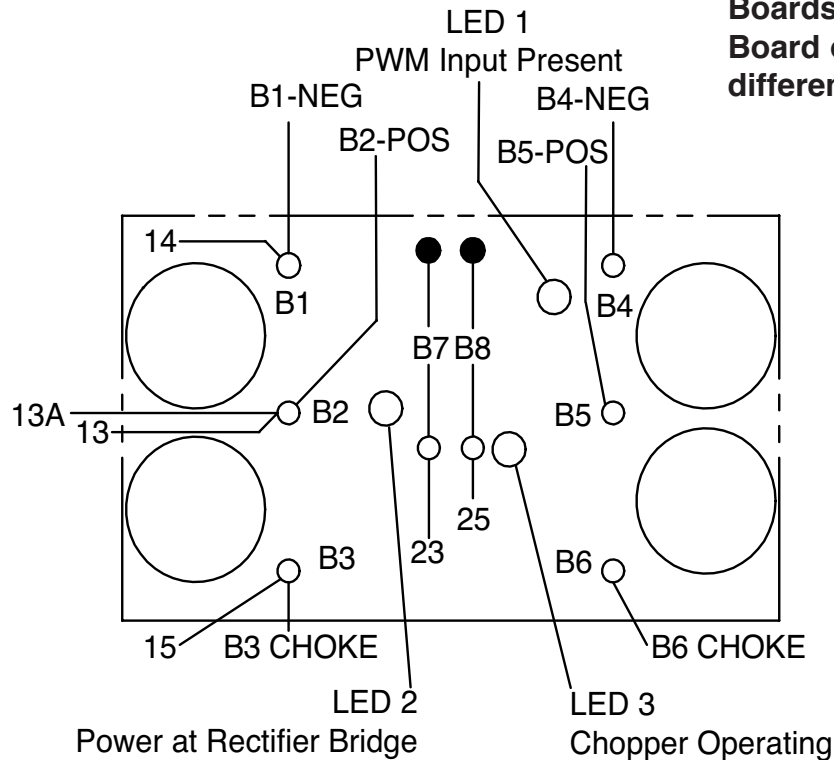 Boards
Board
differen
LED 1
PWM Input Present
B1-NEG
B4-NEG
B2-POS
B5-POS
14
B1
B4
B7
B8
13A
13
B2
B5
25
23
B3
B6
15
B3 CHOKE
B6 CHOKE
LED 2
Power at Rectifier Bridge
LED 3
Chopper Operating